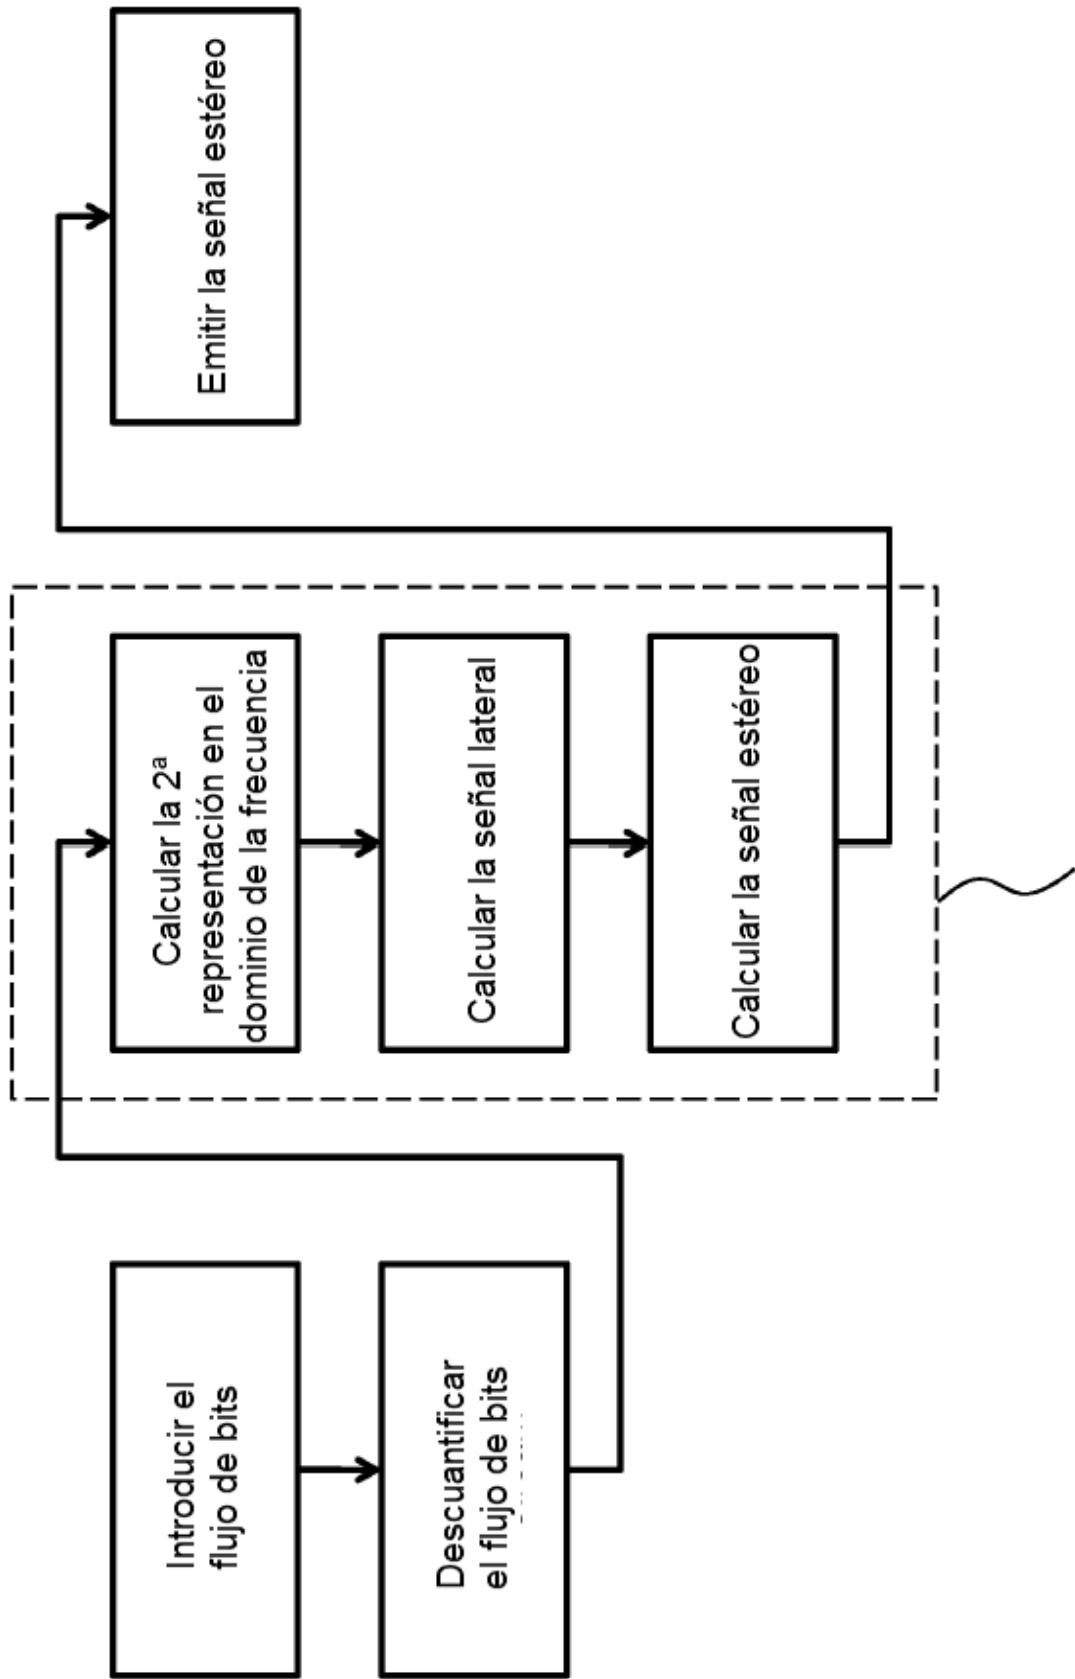 Introducir el
flujo de bits
Descuantificar
el flujo de bits
Calcular la 2ª
representación en el
dominio de la frecuencia
Calcular la señal lateral
Calcular la señal estéreo
Emitir la señal estéreo